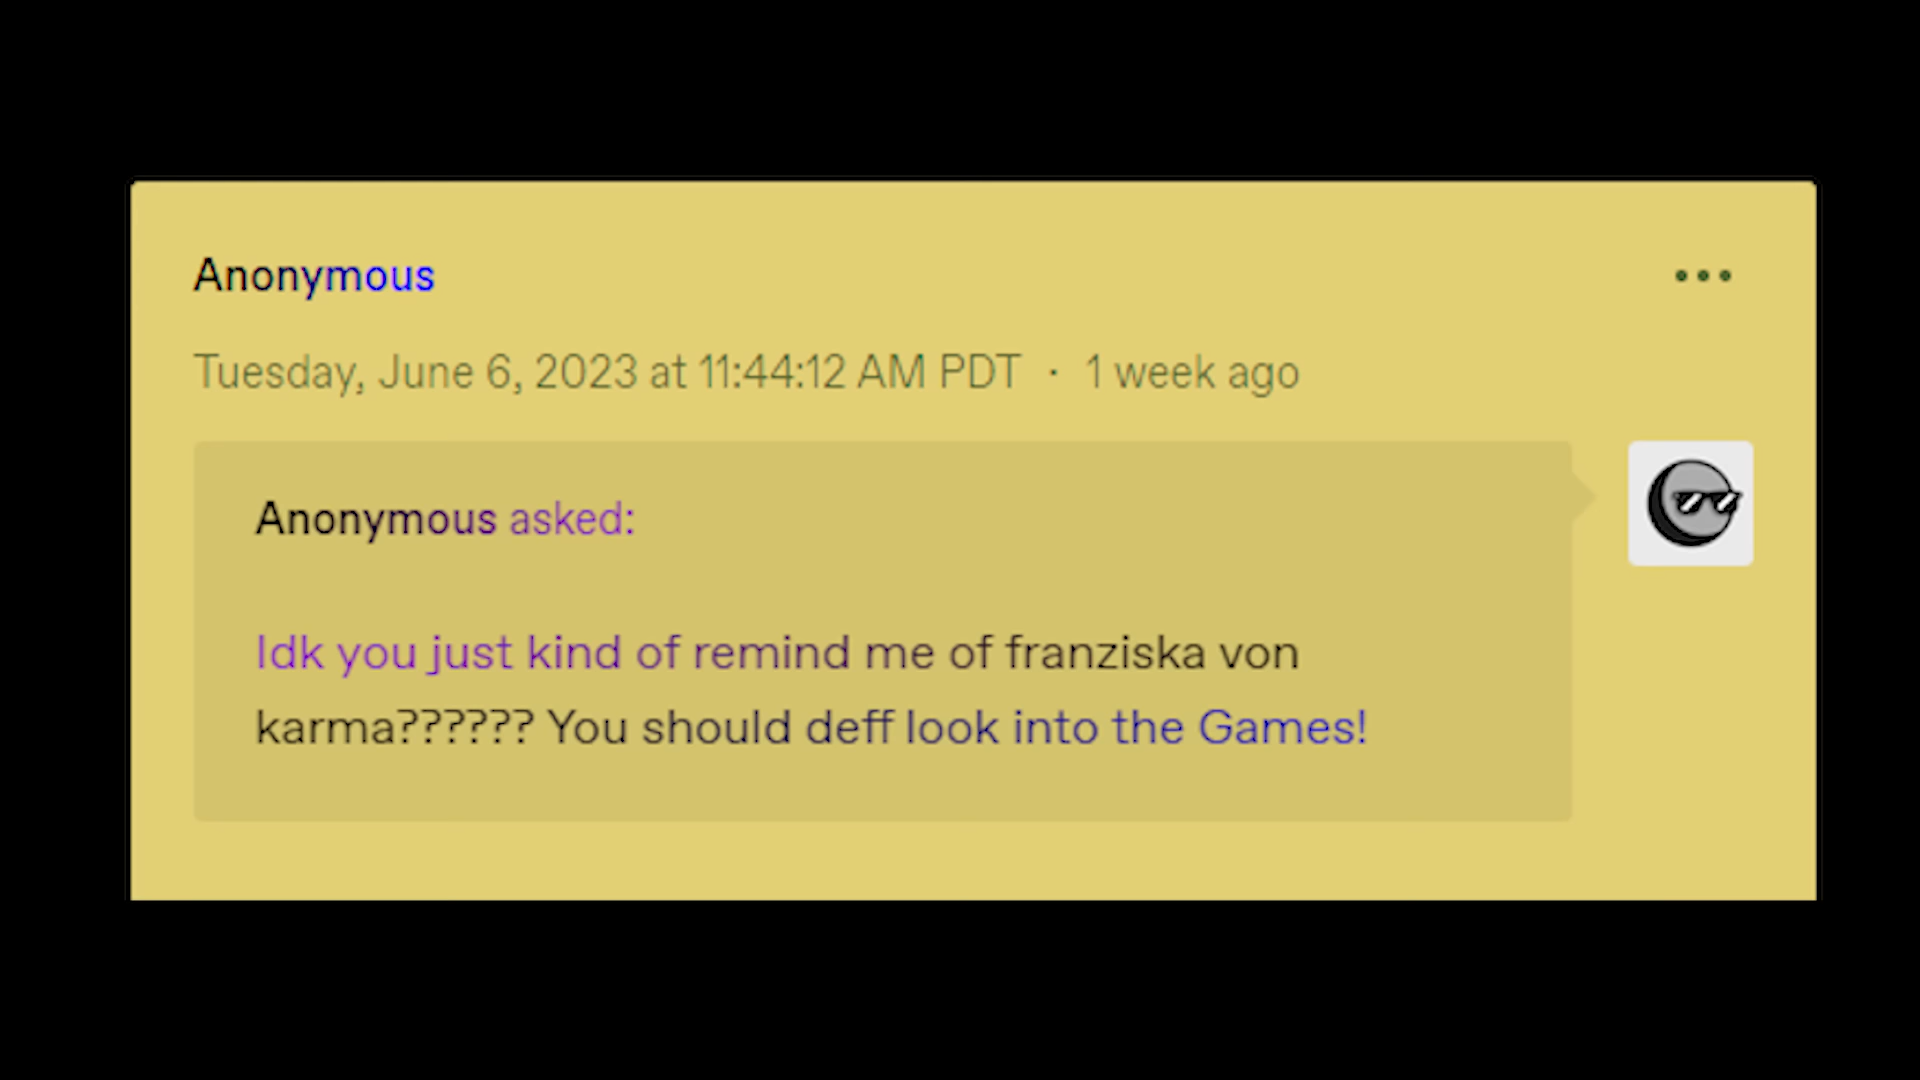 Anonymous
Tuesday, June 6, 2023 at 11:44:12 AM PDT · 1 week ago
Anonymous asked:
Idk you just kind of remind me of franziska von
karma?????? You should deff look into the Games!